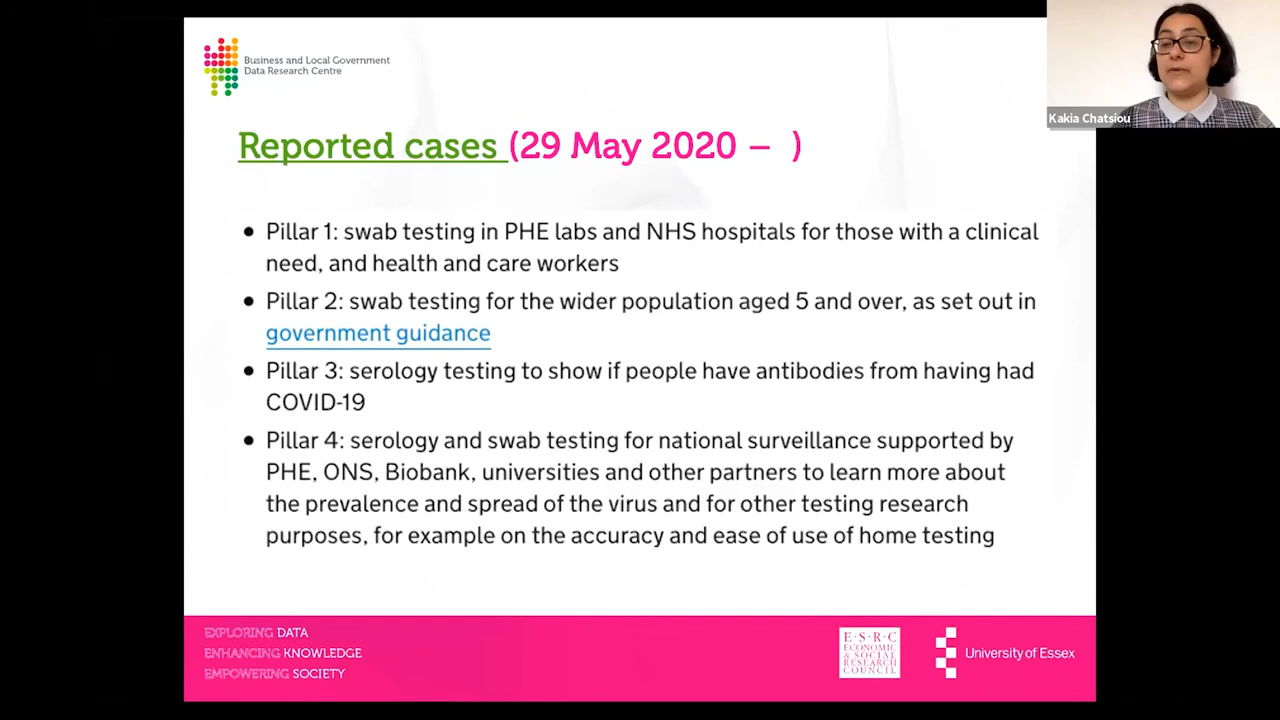 Business and Local Government
Data Research Centre
Kakia Chatsiou
Reported cases (29 May 2020 – )
• Pillar 1: swab testing in PHE labs and NHS hospitals for those with a clinical
need, and health and care workers
• Pillar 2: swab testing for the wider population aged 5 and over, as set out in
government guidance
• Pillar 3: serology testing to show if people have antibodies from having had
COVID-19
• Pillar 4: serology and swab testing for national surveillance supported by
PHE, ONS, Biobank, universities and other partners to learn more about
the prevalence and spread of the virus and for other testing research
purposes, for example on the accuracy and ease of use of home testing
EXPLORING DATA
ENHANCING KNOWLEDGE
EMPOWERING SOCIETY
E·S·R·C
ECONOMIC
& SOCIAL
RESEARCH
COUNCIL
University of Essex